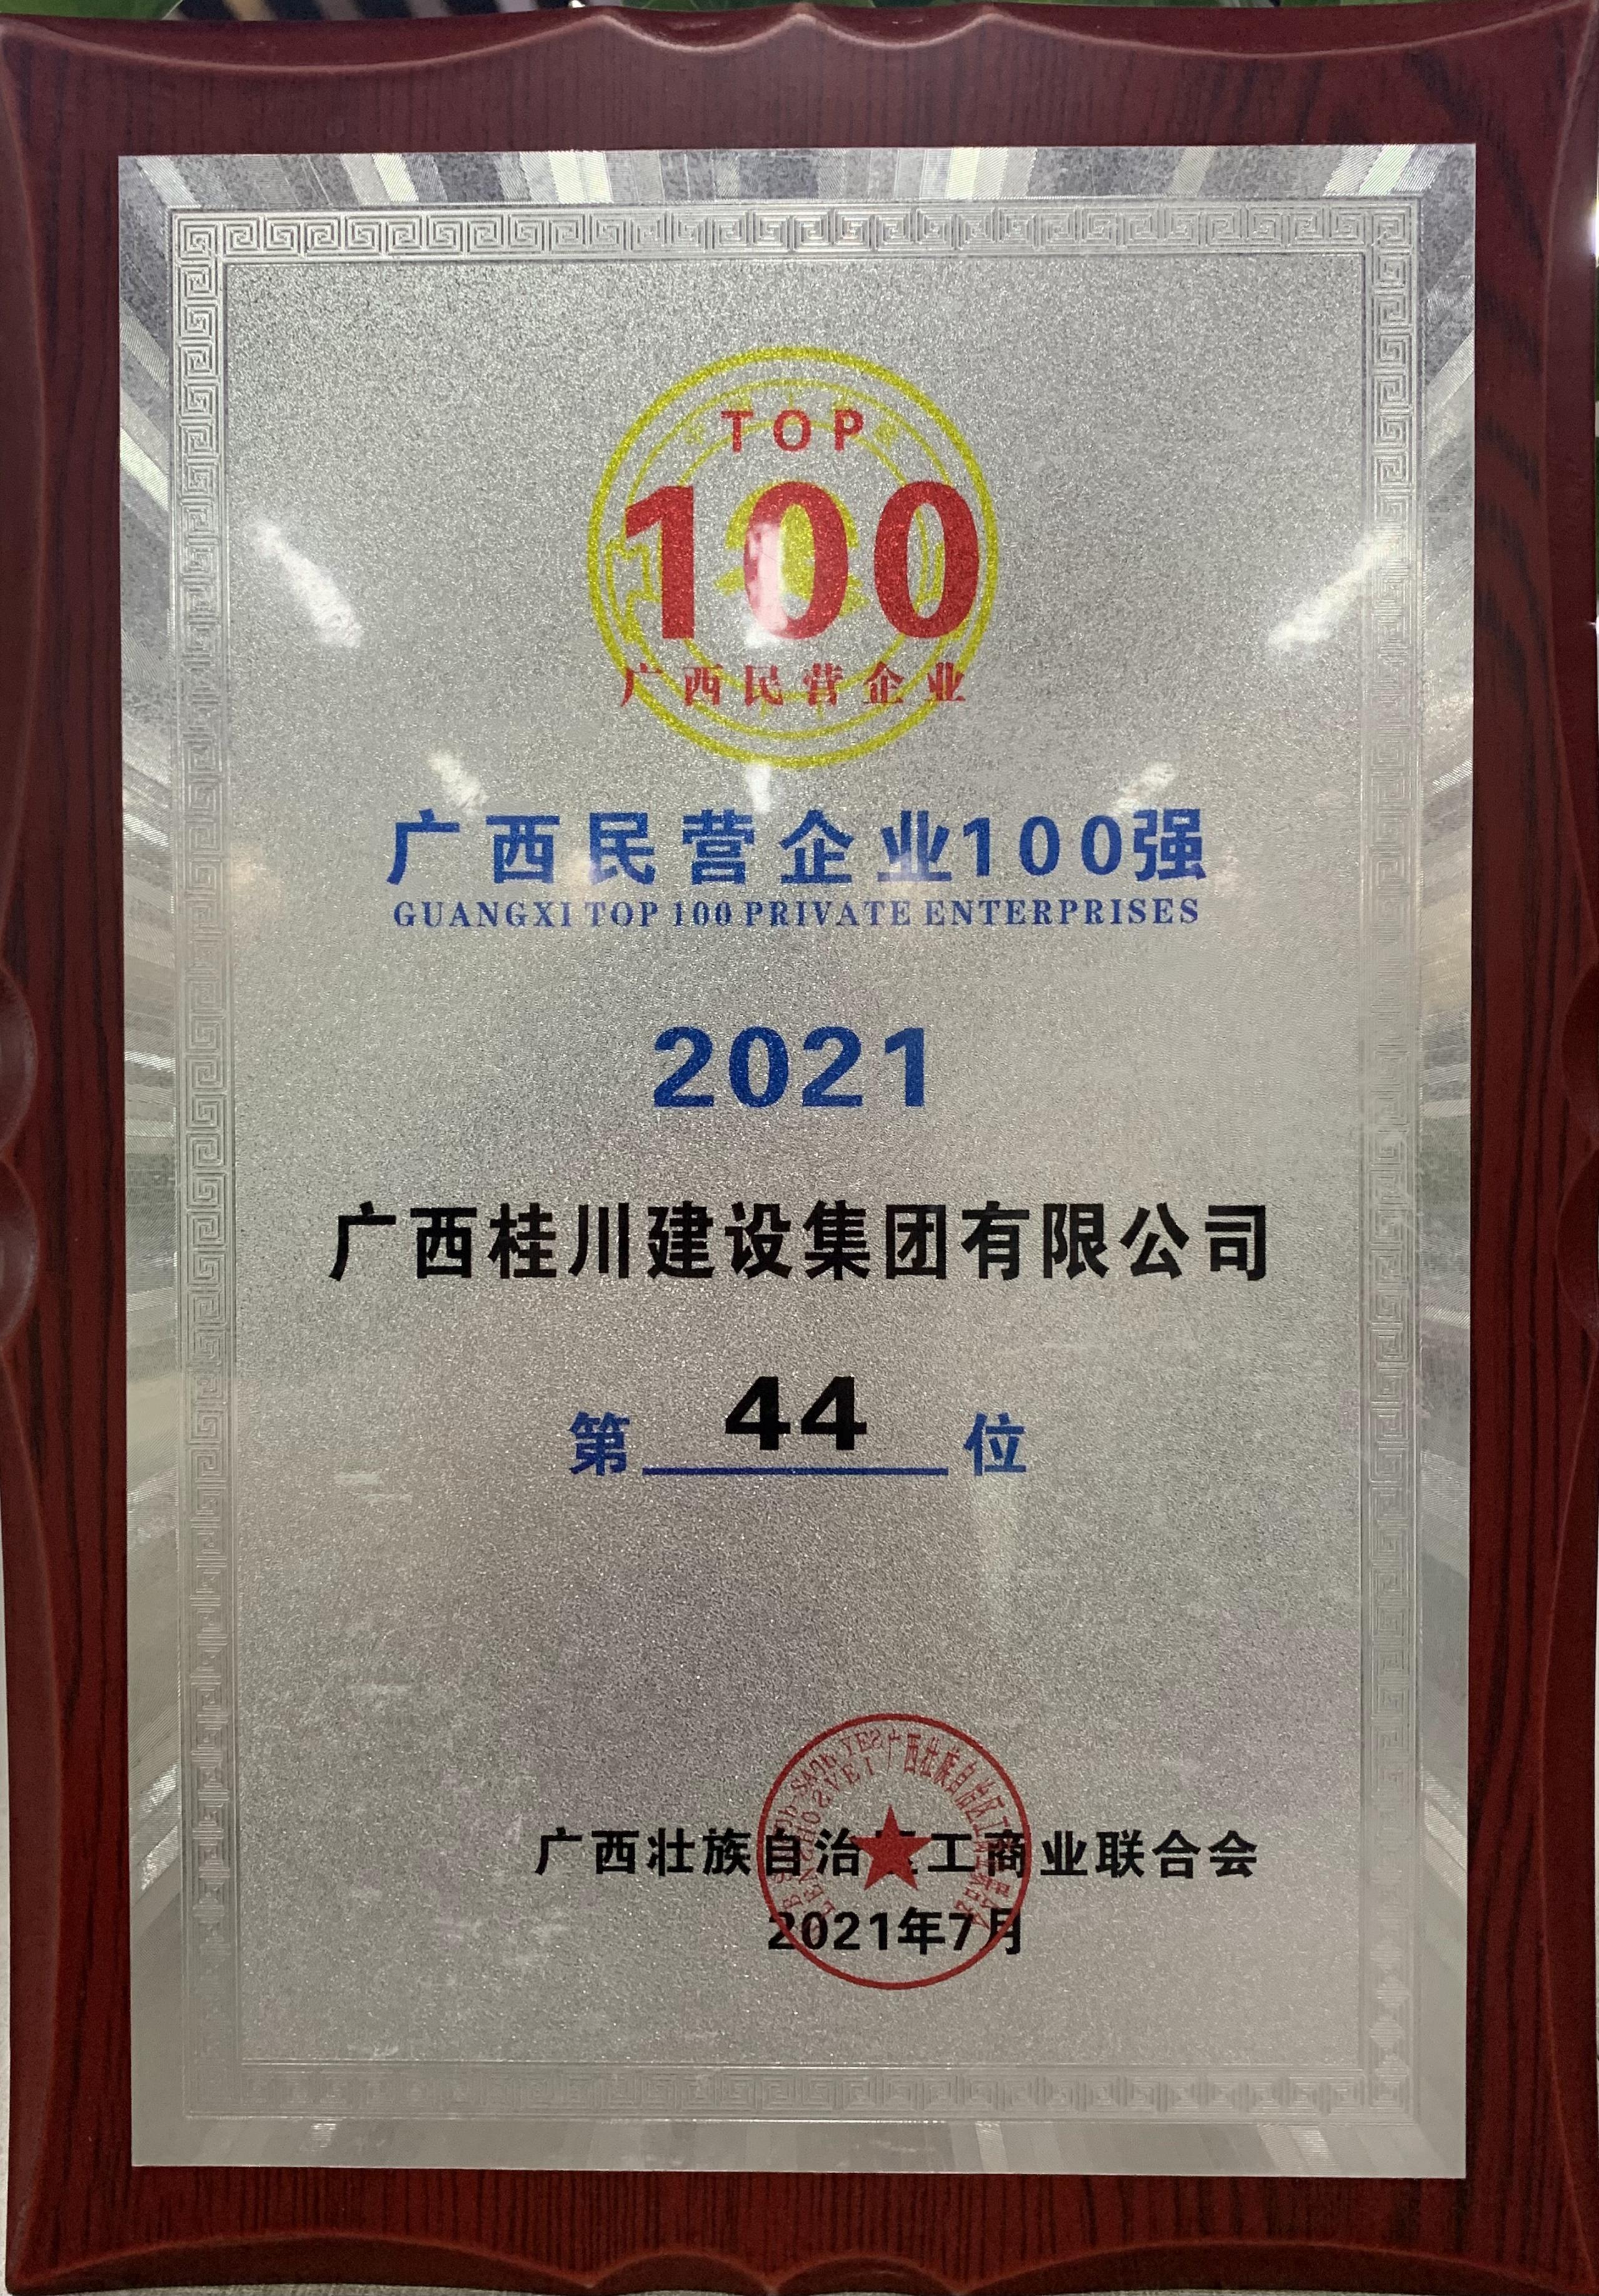 TOP
100
广西民营企业
广西民营企业100强
GUANGXI TOP 100 PRIVATE ENTERPRISES
2021
广西桂川建设集团有限公司
第 44 位
广西壮族自治区工商业联合会
2021年7月